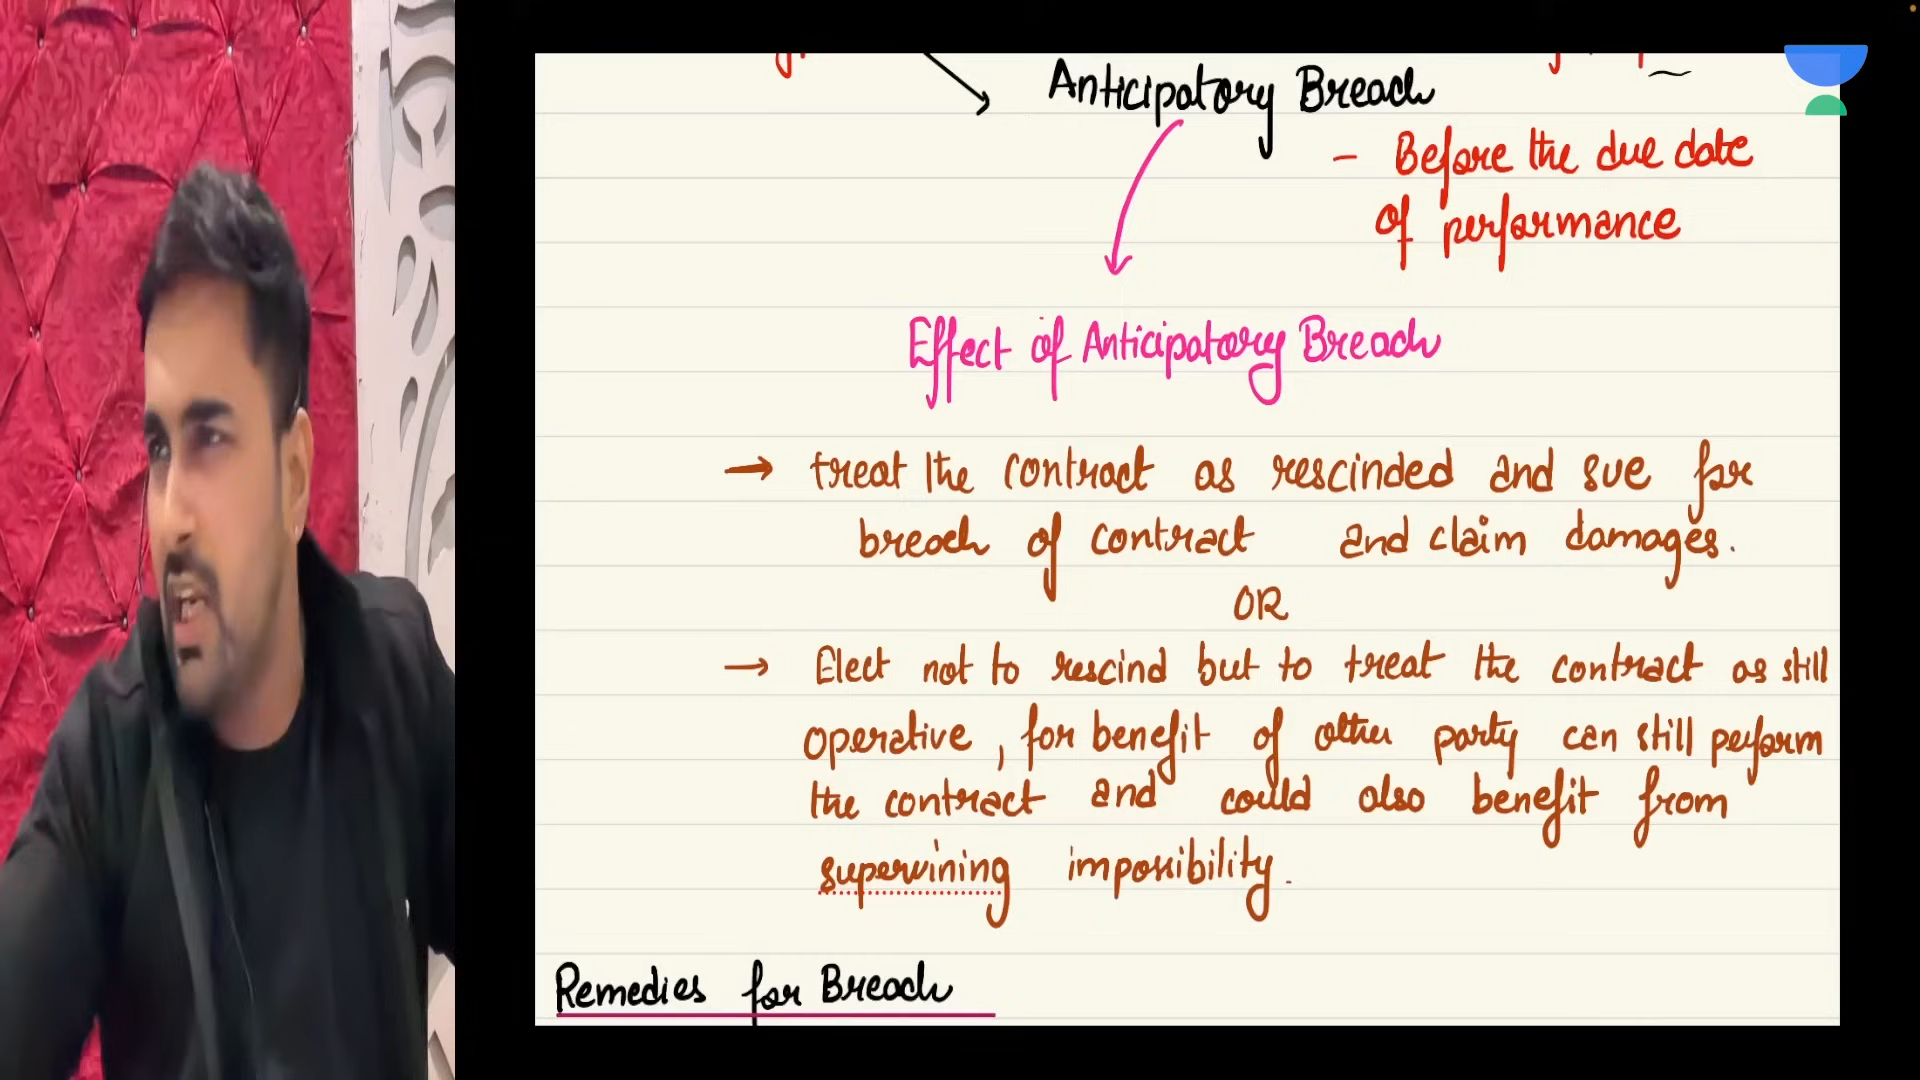 Anticipatory Breach
- Before the due date
of performance
Effect of Anticipatory Breach
→ treat the contract as rescinded and sue for
breach of contract and claim damages.
OR
→ Elect not to rescind but to treat the contract as still
operative, for benefit of other party can still perform
the contract and could also benefit from
supervining impossibility.
Remedies for Breach